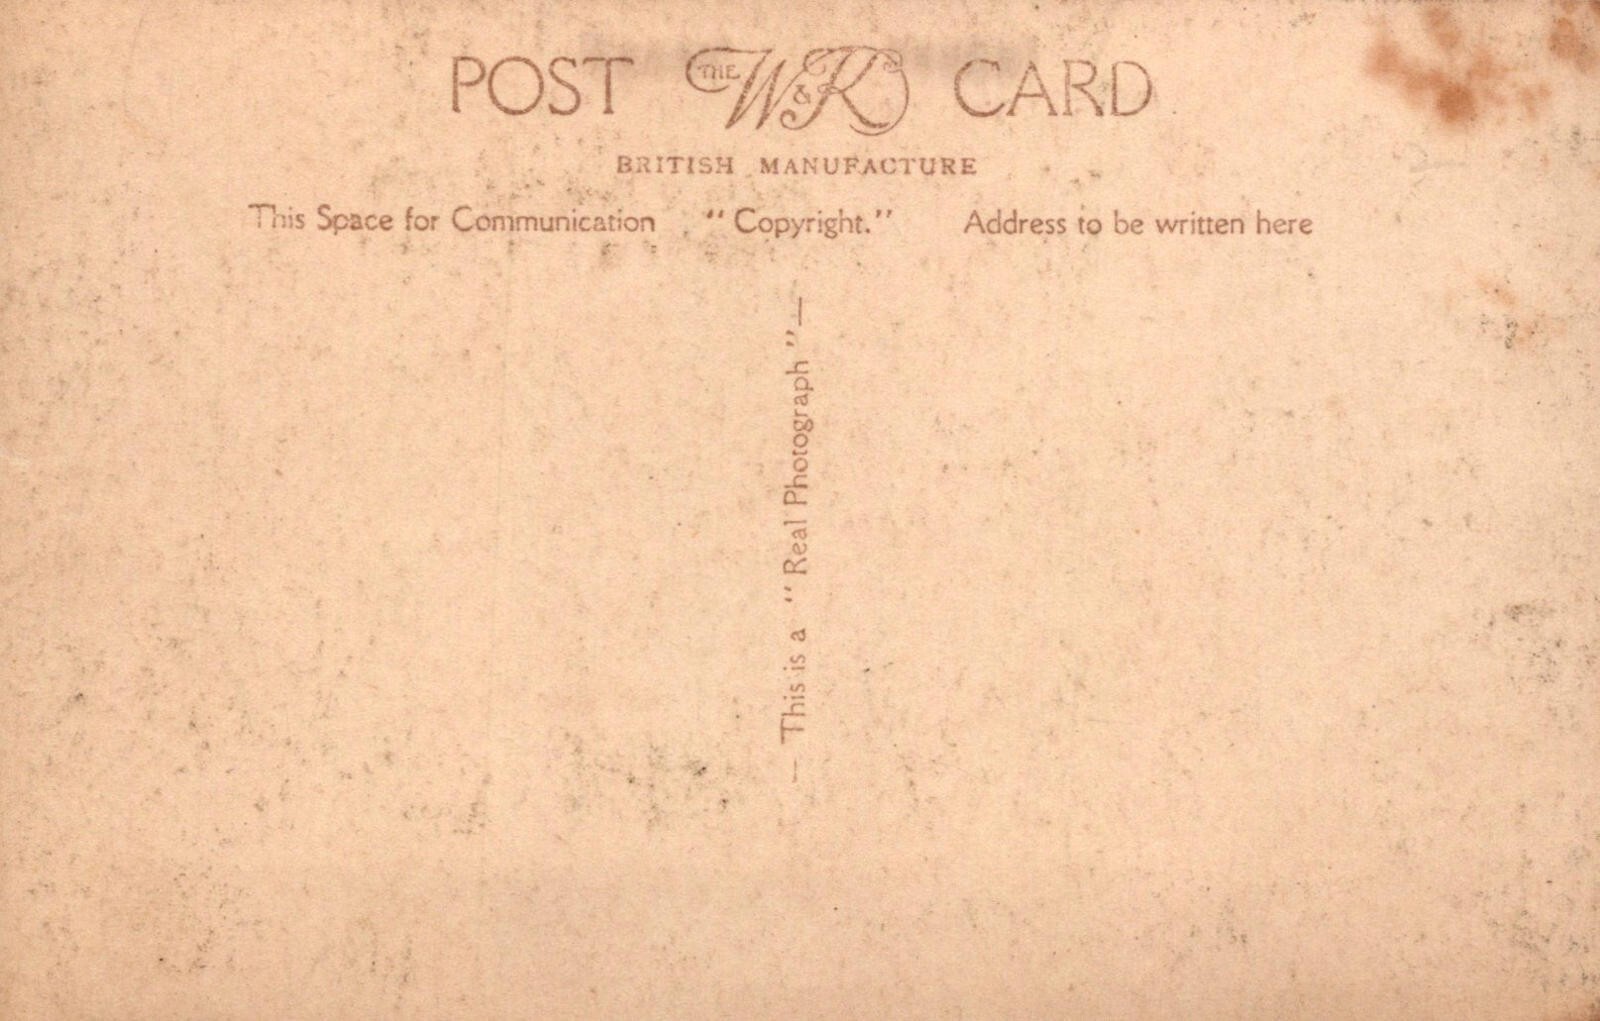 POST THE W & K CARD
BRITISH MANUFACTURE
This Space for Communication "Copyright." Address to be written here
— This is a "Real Photograph" —